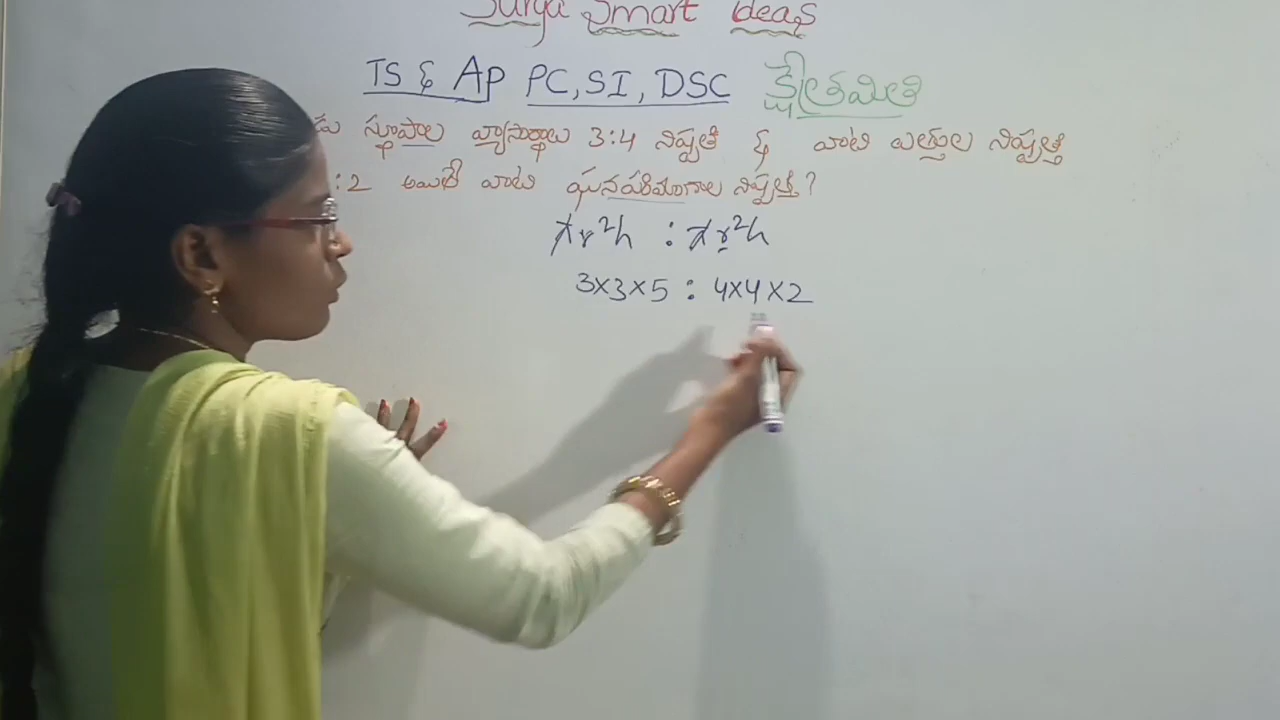 Surya Smart Ideas
TS & AP PC, SI, DSC క్షేత్రమితి
డు స్థూపాల వ్యాసార్థాలు 3:4 నిష్పత్తి & వాటి ఎత్తుల నిష్పత్తి
:2 అయితే వాటి ఘనపరిమాణాల నిష్పత్తి?
πr²h : πr²h
3×3×5 : 4×4×2